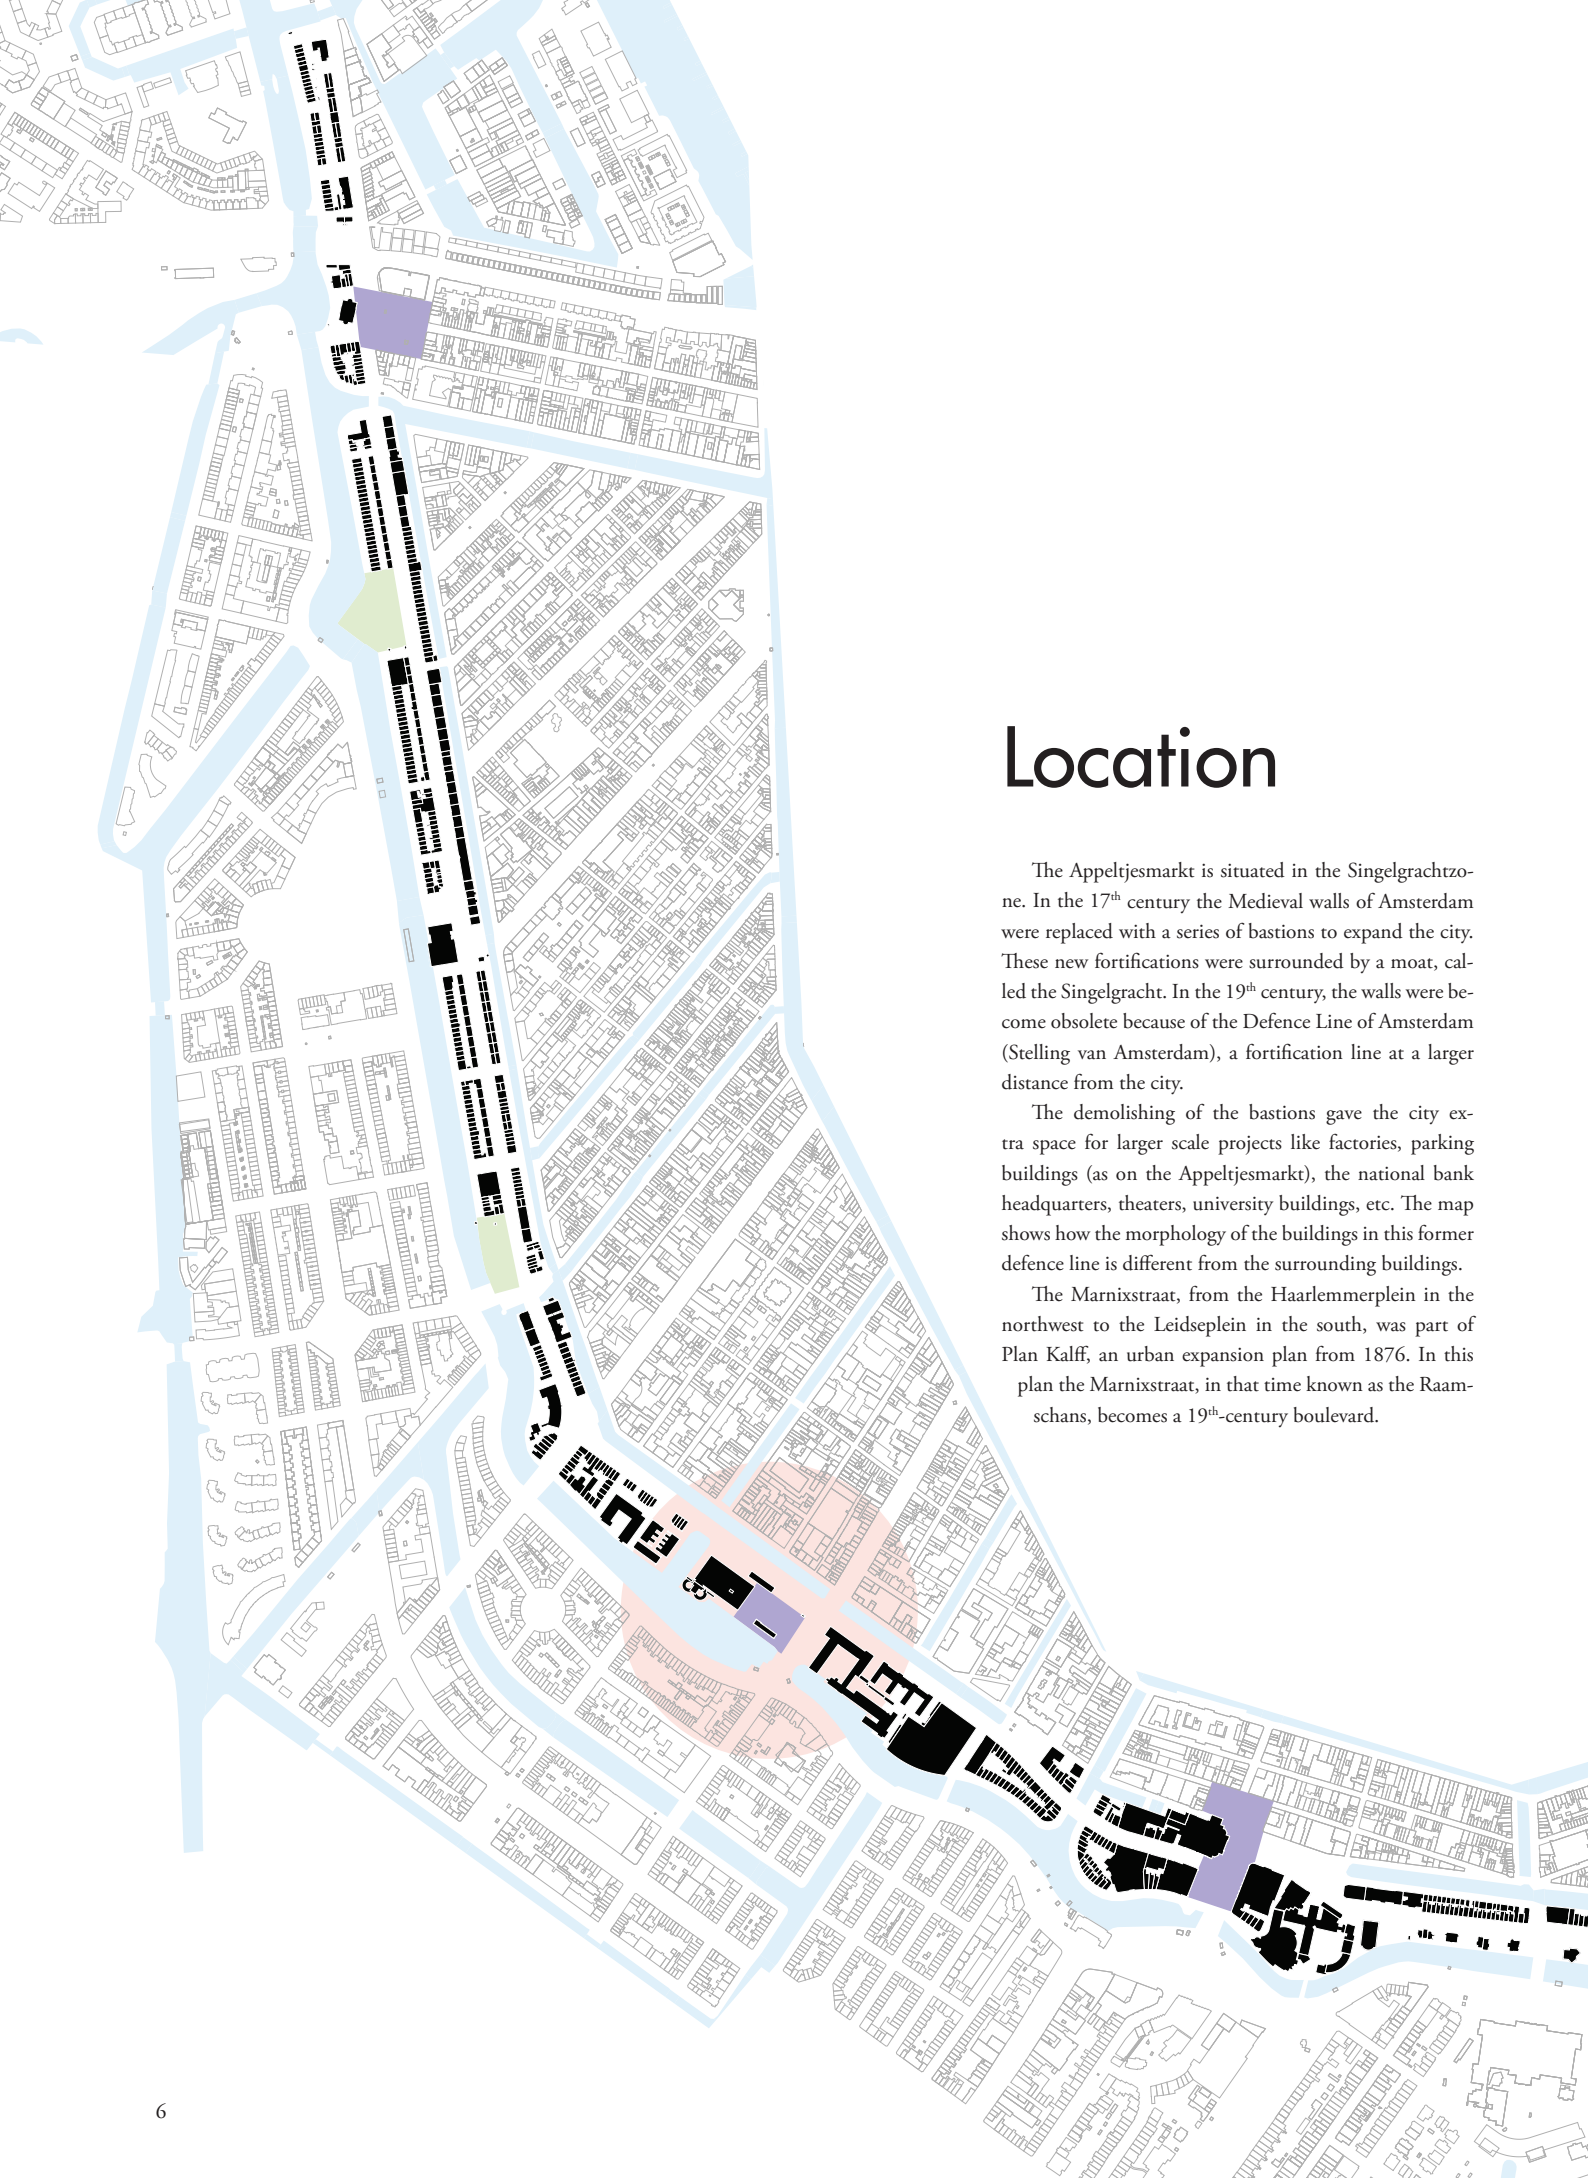 Location
The Appeltjesmarkt is situated in the Singelgrachtzo-
ne. In the 17th century the Medieval walls of Amsterdam
were replaced with a series of bastions to expand the city.
These new fortifications were surrounded by a moat, cal-
led the Singelgracht. In the 19th century, the walls were be-
come obsolete because of the Defence Line of Amsterdam
(Stelling van Amsterdam), a fortification line at a larger
distance from the city.
The demolishing of the bastions gave the city ex-
tra space for larger scale projects like factories, parking
buildings (as on the Appeltjesmarkt), the national bank
headquarters, theaters, university buildings, etc. The map
shows how the morphology of the buildings in this former
defence line is different from the surrounding buildings.
The Marnixstraat, from the Haarlemmerplein in the
northwest to the Leidseplein in the south, was part of
Plan Kalff, an urban expansion plan from 1876. In this
plan the Marnixstraat, in that time known as the Raam-
schans, becomes a 19th-century boulevard.
6